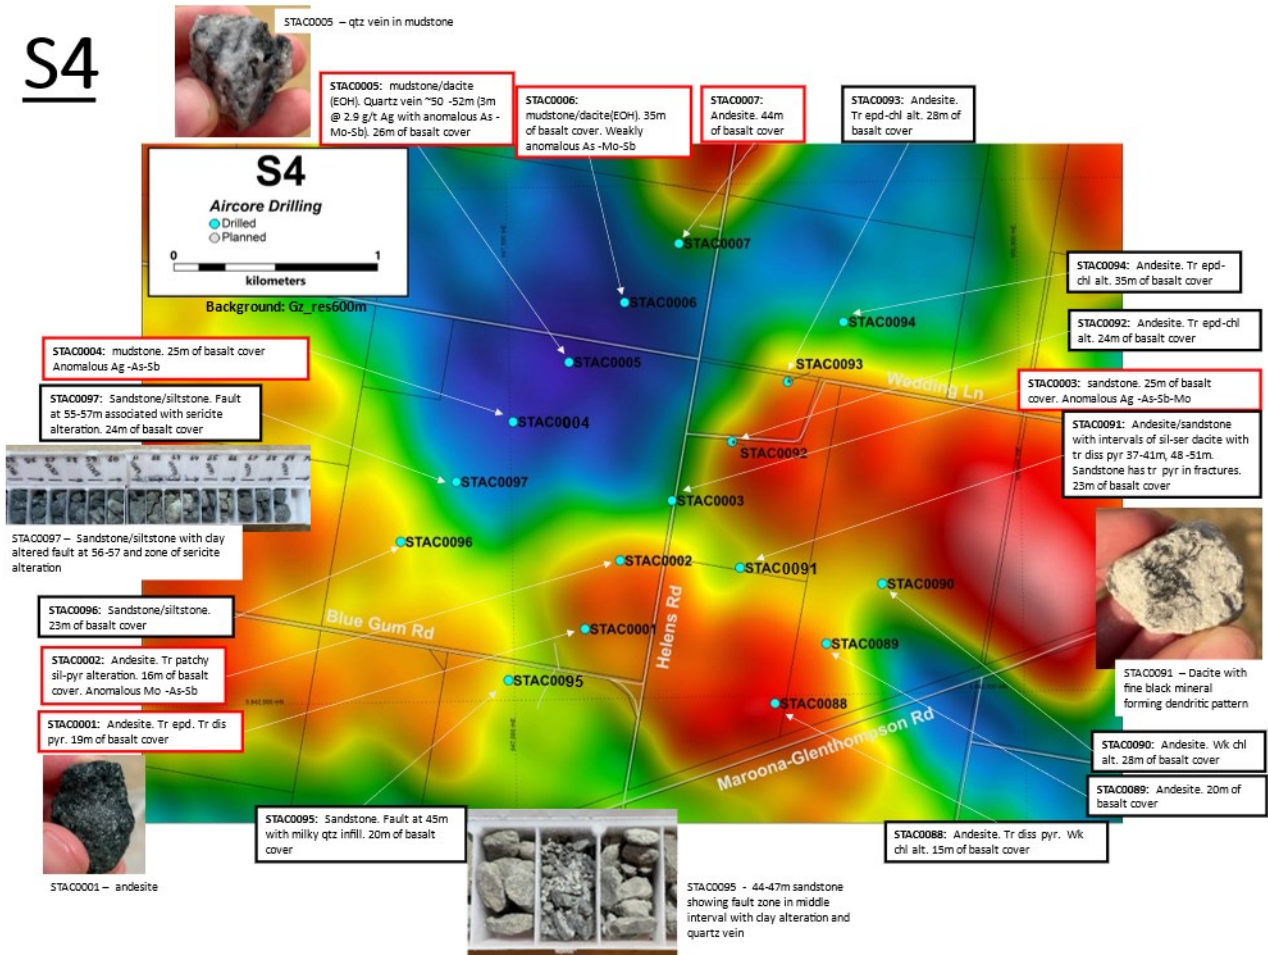 S4
STAC0005 – qtz vein in mudstone
STAC0005: mudstone/dacite
(EOH). Quartz vein ~50 -52m (3m
@ 2.9 g/t Ag with anomalous As -
Mo-Sb). 26m of basalt cover
STAC0006:
mudstone/dacite(EOH). 35m
of basalt cover. Weakly
anomalous As -Mo-Sb
STAC0007:
Andesite. 44m
of basalt cover
STAC0093: Andesite.
Tr epd-chl alt. 28m of
basalt cover
S4
Aircore Drilling
Drilled
Planned
0 1
kilometers
Background: Gz_res600m
STAC0007
STAC0006
STAC0094
STAC0005
STAC0093
Wedding Ln
STAC0004
STAC0092
STAC0097
STAC0003
STAC0096
STAC0002
STAC0091
STAC0090
Blue Gum Rd
STAC0001
Helens Rd
STAC0089
STAC0095
STAC0088
Maroona-Glenthompson Rd
STAC0094: Andesite. Tr epd-
chl alt. 35m of basalt cover
STAC0092: Andesite. Tr epd-chl
alt. 24m of basalt cover
STAC0003: sandstone. 25m of basalt
cover. Anomalous Ag -As-Sb-Mo
STAC0091: Andesite/sandstone
with intervals of sil-ser dacite with
tr diss pyr 37-41m, 48 -51m.
Sandstone has tr pyr in fractures.
23m of basalt cover
STAC0091 – Dacite with
fine black mineral
forming dendritic pattern
STAC0090: Andesite. Wk chl
alt. 28m of basalt cover
STAC0089: Andesite. 20m of
basalt cover
STAC0088: Andesite. Tr diss pyr. Wk
chl alt. 15m of basalt cover
STAC0004: mudstone. 25m of basalt cover
Anomalous Ag -As-Sb
STAC0097: Sandstone/siltstone. Fault
at 55-57m associated with sericite
alteration. 24m of basalt cover
STAC0097 – Sandstone/siltstone with clay
altered fault at 56-57 and zone of sericite
alteration
STAC0096: Sandstone/siltstone.
23m of basalt cover
STAC0002: Andesite. Tr patchy
sil-pyr alteration. 16m of basalt
cover. Anomalous Mo -As-Sb
STAC0001: Andesite. Tr epd. Tr dis
pyr. 19m of basalt cover
STAC0001 – andesite
STAC0095: Sandstone. Fault at 45m
with milky qtz infill. 20m of basalt
cover
STAC0095 - 44-47m sandstone
showing fault zone in middle
interval with clay alteration and
quartz vein